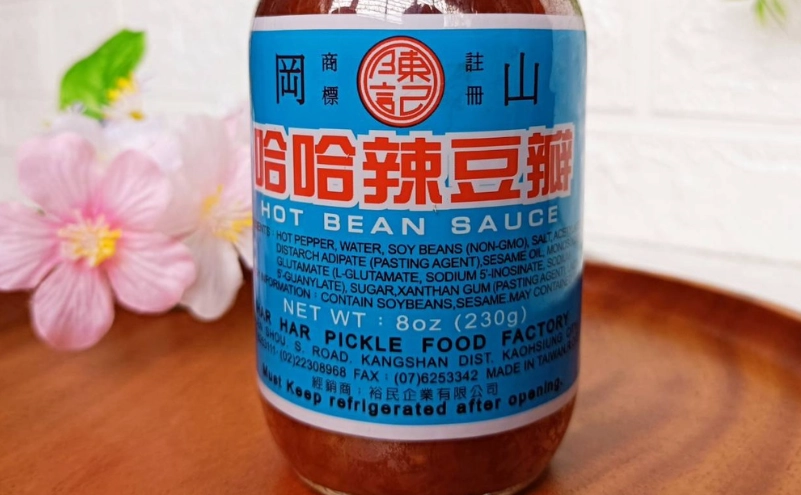 岡 商標 陳記 註冊 山
哈哈辣豆瓣
HOT BEAN SAUCE
HOT PEPPER, WATER, SOY BEANS (NON-GMO), SALT,
DISTARCH ADIPATE (PASTING AGENT), SESAME OIL,
GLUTAMATE (L-GLUTAMATE, SODIUM 5'-INOSINATE,
5'-GUANYLATE), SUGAR, XANTHAN GUM (PASTING AGENT),
: CONTAIN SOYBEANS, SESAME. MAY CONTAIN
NET WT : 8oz (230g)
HAR HAR PICKLE FOOD FACTORY
S. ROAD. KANGSHAN DIST. KAOHSIUNG
(02)22308968 FAX : (07)6253342 MADE IN TAIWAN
經銷商：裕民企業有限公司
Must Keep refrigerated after opening.